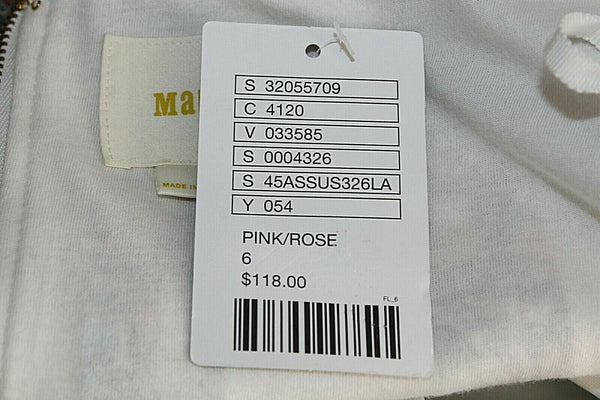 Ma
MADE IN
S 32055709
C 4120
V 033585
S 0004326
S 45ASSUS326LA
Y 054
PINK/ROSE
6
$118.00
FL_6